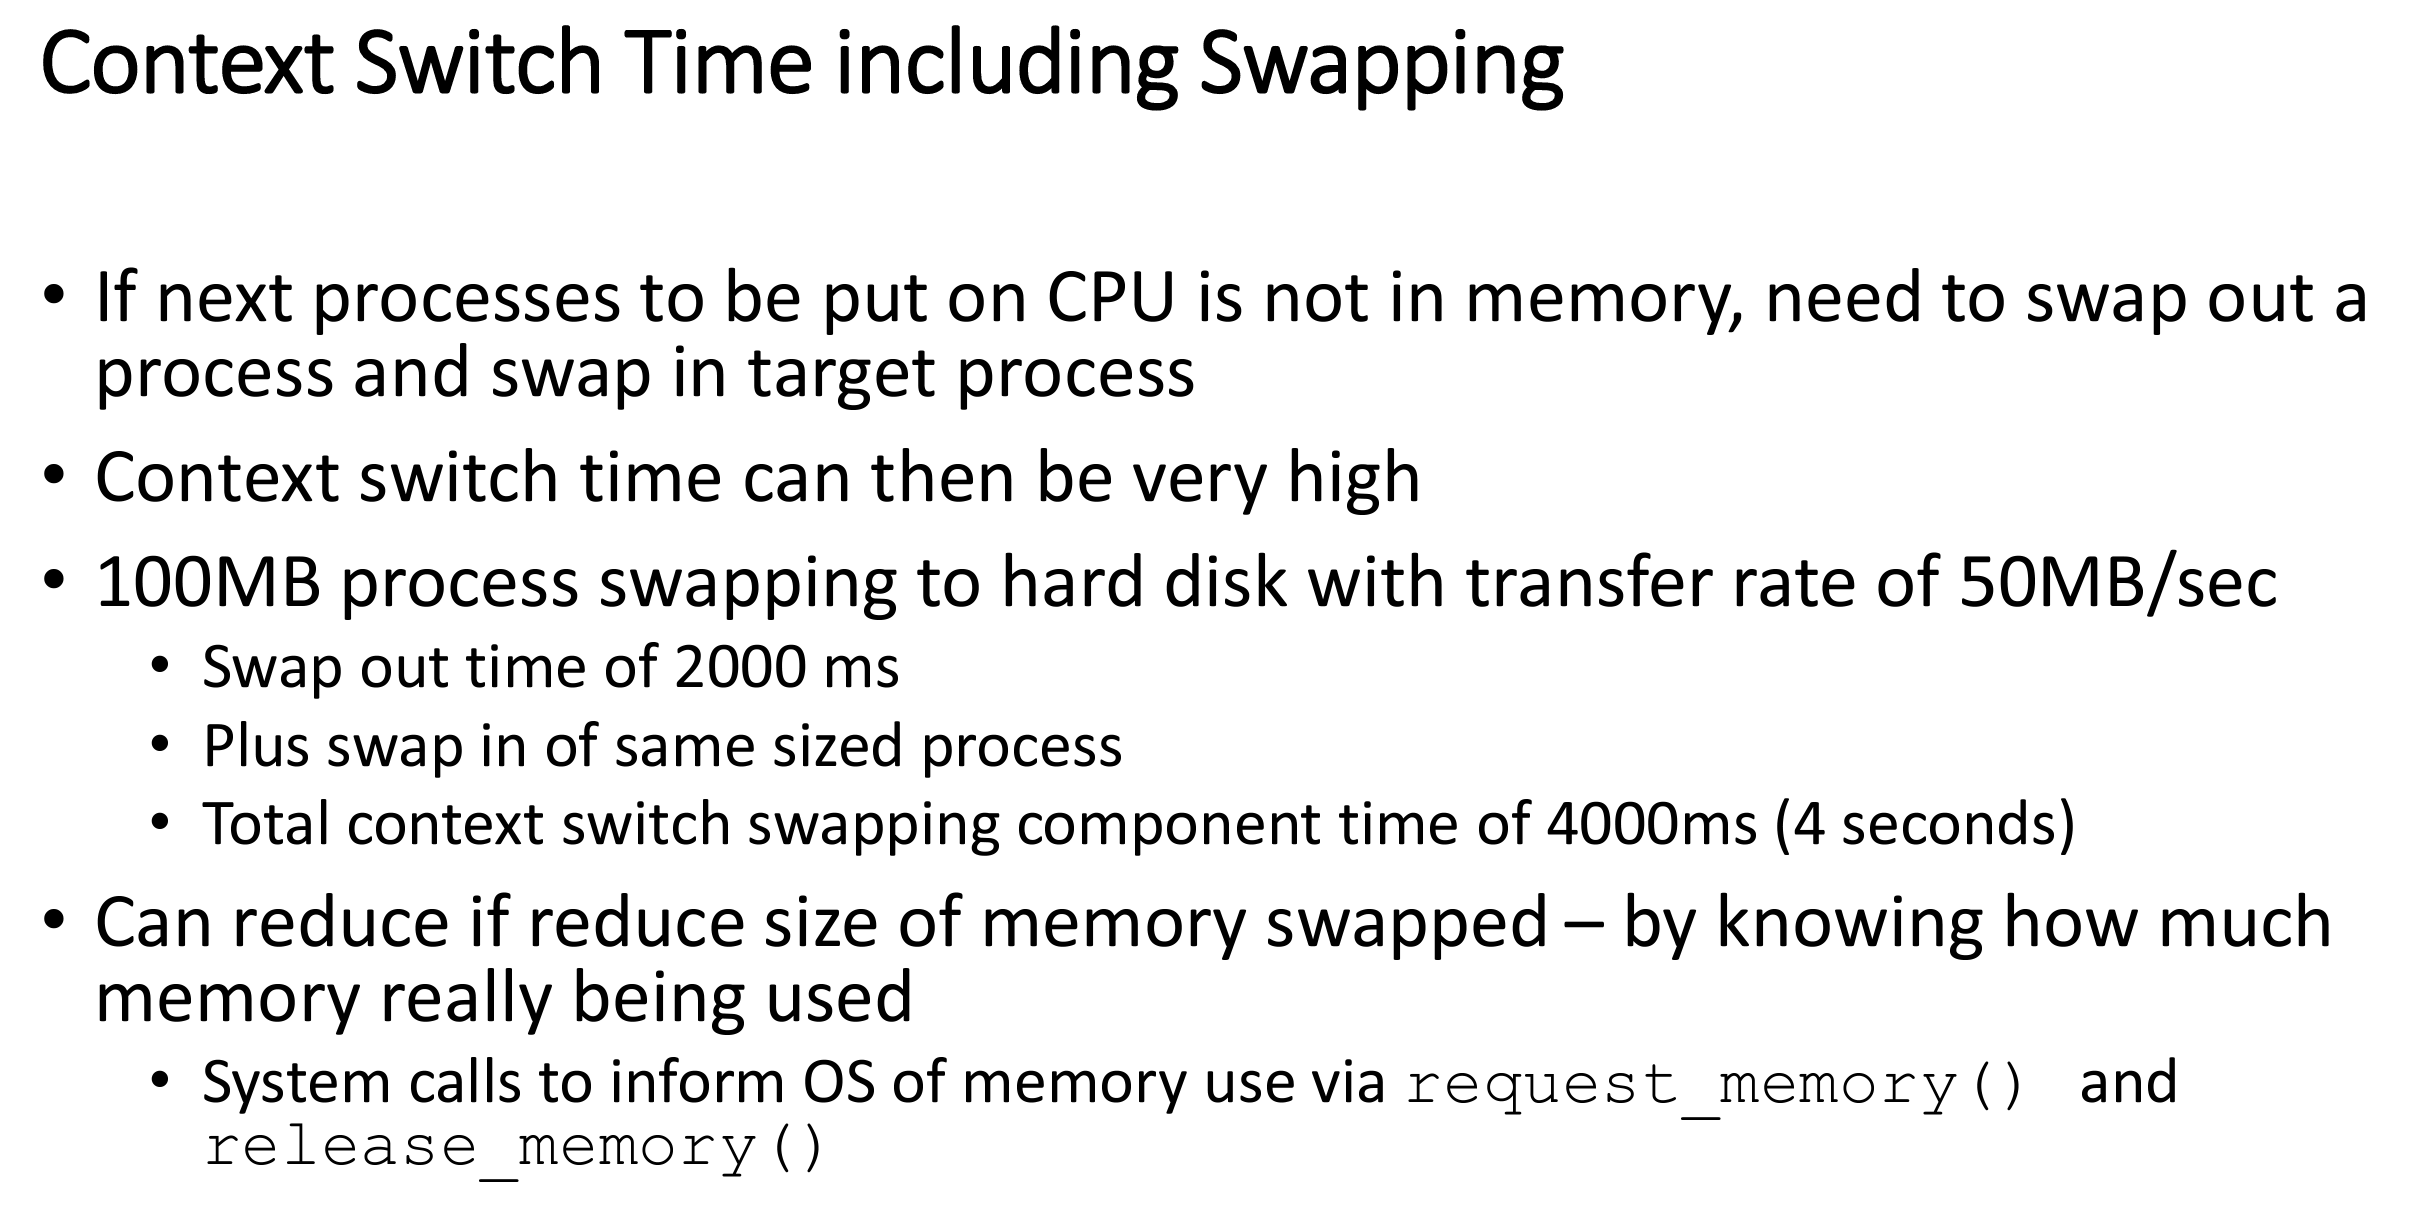 Context Switch Time including Swapping
• If next processes to be put on CPU is not in memory, need to swap out a
process and swap in target process
• Context switch time can then be very high
• 100MB process swapping to hard disk with transfer rate of 50MB/sec
• Swap out time of 2000 ms
• Plus swap in of same sized process
• Total context switch swapping component time of 4000ms (4 seconds)
• Can reduce if reduce size of memory swapped – by knowing how much
memory really being used
• System calls to inform OS of memory use via request_memory() and
release_memory()